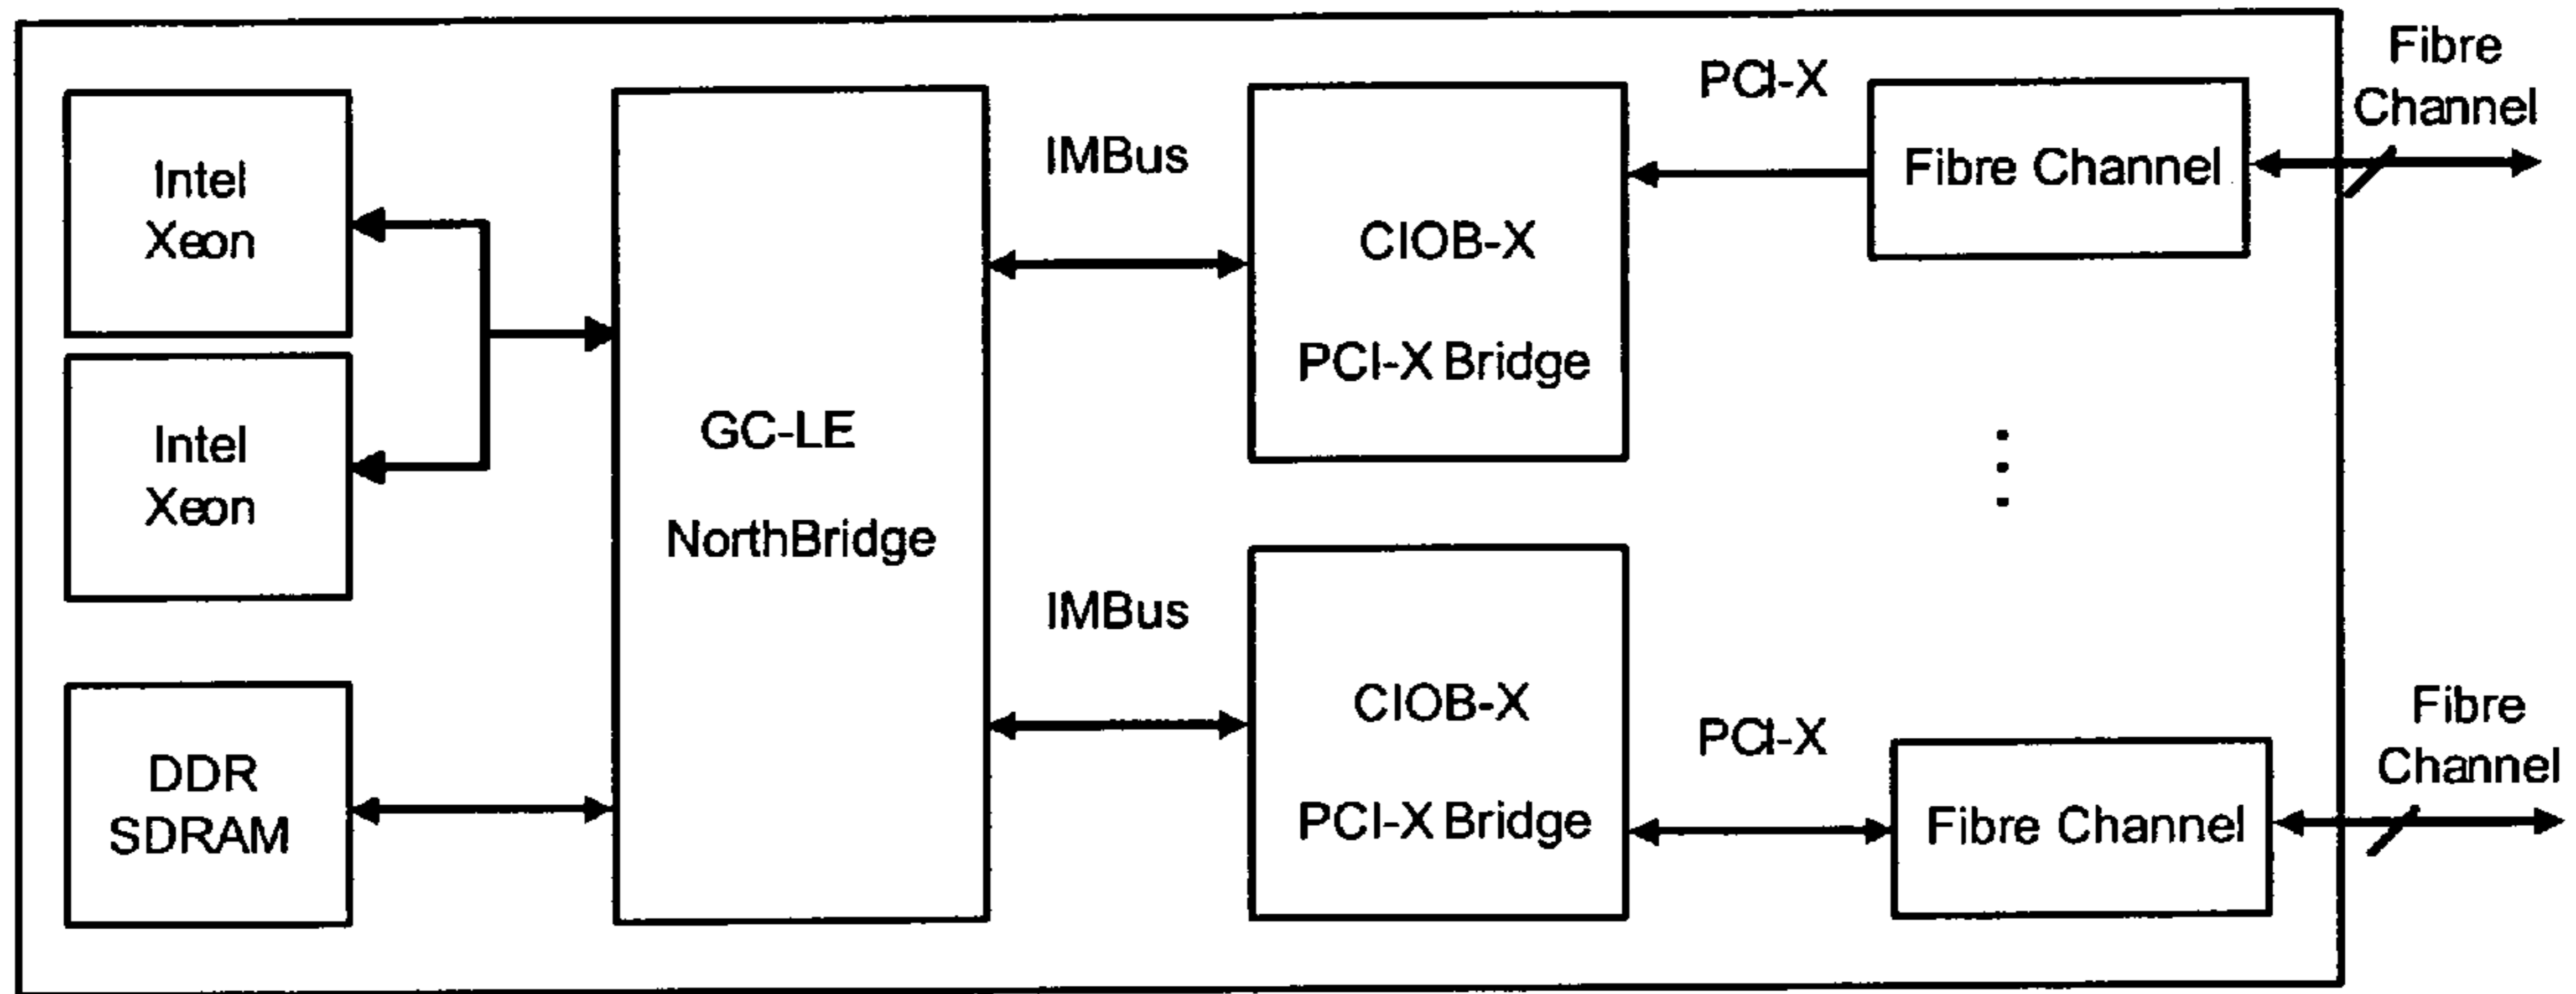 Fibre
Channel
PCI-X
Intel
Xeon
IMBus
Fibre Channel
CIOB-X
PCI-X Bridge
Intel
Xeon
GC-LE
NorthBridge
IMBus
CIOB-X
PCI-X Bridge
PCI-X
Fibre
Channel
DDR
SDRAM
Fibre Channel